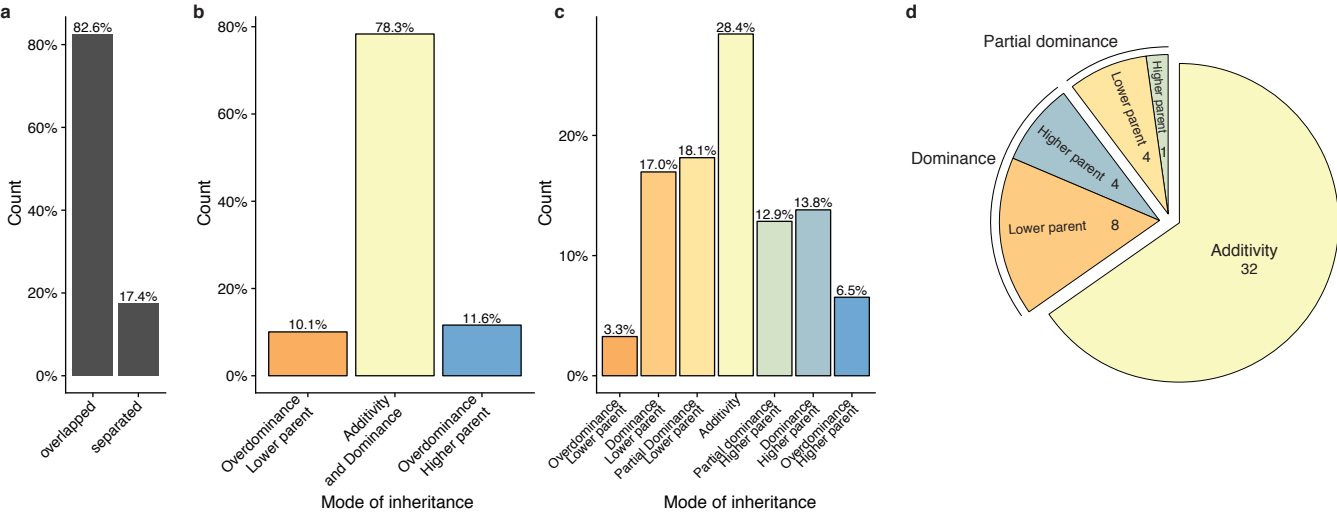 a
82.6%
80%
60%
40%
20%
0%
Count
17.4%
overlapped
separated
b
80%
60%
40%
20%
0%
Count
10.1%
78.3%
11.6%
Overdominance
Lower parent
Additivity
and Dominance
Overdominance
Higher parent
Mode of inheritance
c
20%
10%
0%
Count
3.3%
17.0%
18.1%
28.4%
12.9%
13.8%
6.5%
Overdominance
Lower parent
Dominance
Lower parent
Partial Dominance
Lower parent
Additivity
Partial dominance
Higher parent
Dominance
Higher parent
Overdominance
Higher parent
Mode of inheritance
d
Partial dominance
Dominance
Higher parent
1
Lower parent
4
Higher parent
4
Lower parent 8
Additivity
32